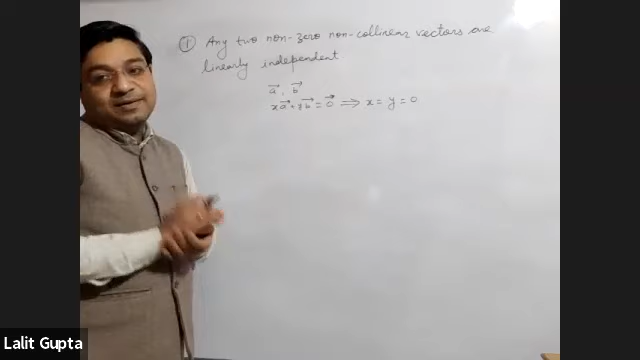 ① Any two non-zero non-collinear vectors are
linearly independent
a⃗, b⃗
xa⃗ + yb⃗ = 0⃗ ⟹ x = y = 0
Lalit Gupta